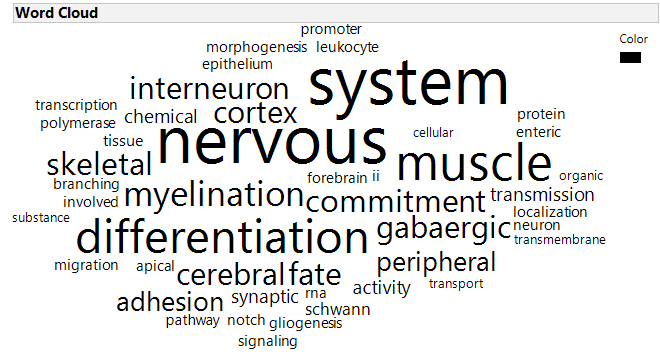 Word Cloud
promoter
Color
morphogenesis leukocyte
epithelium
system
interneuron
transcription
chemical cortex
protein
polymerase
nervous
cellular
enteric
tissue
skeletal
muscle
forebrain ii
organic
branching
myelination
commitment
transmission
involved
localization
substance
differentiation
gabaergic
neuron
transmembrane
migration
apical
cerebral fate
peripheral
activity
transport
adhesion
synaptic
rna
schwann
pathway
notch
gliogenesis
signaling